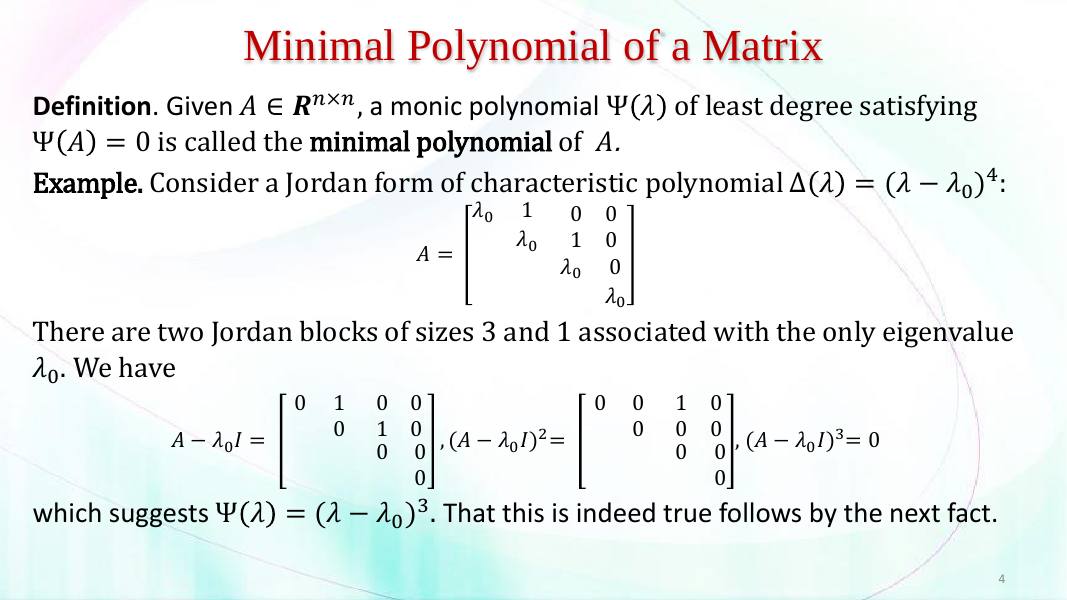 Minimal Polynomial of a Matrix
Definition. Given 𝐴 ∈ 𝑹ⁿˣⁿ, a monic polynomial Ψ(𝜆) of least degree satisfying
Ψ(𝐴) = 0 is called the minimal polynomial of 𝐴.
Example. Consider a Jordan form of characteristic polynomial Δ(𝜆) = (𝜆 − 𝜆₀)⁴:
𝜆₀ 1 0 0
𝜆₀ 1 0
𝐴 =
𝜆₀ 0
𝜆₀
There are two Jordan blocks of sizes 3 and 1 associated with the only eigenvalue
𝜆₀. We have
𝐴 − 𝜆₀𝐼 = [0 1 0 0
0 1 0
0 0
0], (𝐴 − 𝜆₀𝐼)²= [0 0 1 0
0 0 0
0 0
0], (𝐴 − 𝜆₀𝐼)³= 0
which suggests Ψ(𝜆) = (𝜆 − 𝜆₀)³. That this is indeed true follows by the next fact.
4